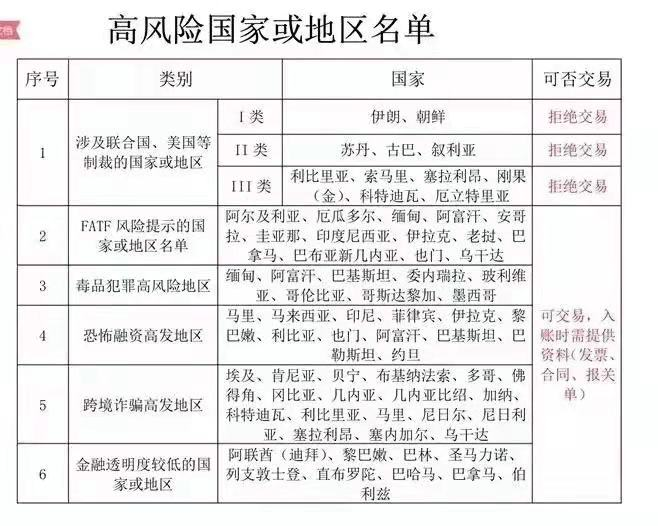 文档
高风险国家或地区名单
序号 类别 国家 可否交易
1 涉及联合国、美国等
制裁的国家或地区
I 类 伊朗、朝鲜 拒绝交易
II 类 苏丹、古巴、叙利亚 拒绝交易
III 类 利比里亚、索马里、塞拉利昂、刚果
（金）、科特迪瓦、厄立特里亚 拒绝交易
2 FATF 风险提示的国
家或地区名单
阿尔及利亚、厄瓜多尔、缅甸、阿富汗、安哥
拉、圭亚那、印度尼西亚、伊拉克、老挝、巴
拿马、巴布亚新几内亚、也门、乌干达
3 毒品犯罪高风险地区
缅甸、阿富汗、巴基斯坦、委内瑞拉、玻利维
亚、哥伦比亚、哥斯达黎加、墨西哥
4 恐怖融资高发地区
马里、马来西亚、印尼、菲律宾、伊拉克、黎
巴嫩、利比亚、也门、阿富汗、巴基斯坦、巴
勒斯坦、约旦
5 跨境诈骗高发地区
埃及、肯尼亚、贝宁、布基纳法索、多哥、佛
得角、冈比亚、几内亚、几内亚比绍、加纳、
科特迪瓦、利比里亚、马里、尼日尔、尼日利
亚、塞拉利昂、塞内加尔、乌干达
6 金融透明度较低的国
家或地区
阿联酋（迪拜）、黎巴嫩、巴林、圣马力诺、
列支敦士登、直布罗陀、巴哈马、巴拿马、伯
利兹
可交易，入
账时需提供
资料(发票、
合同、报关
单）